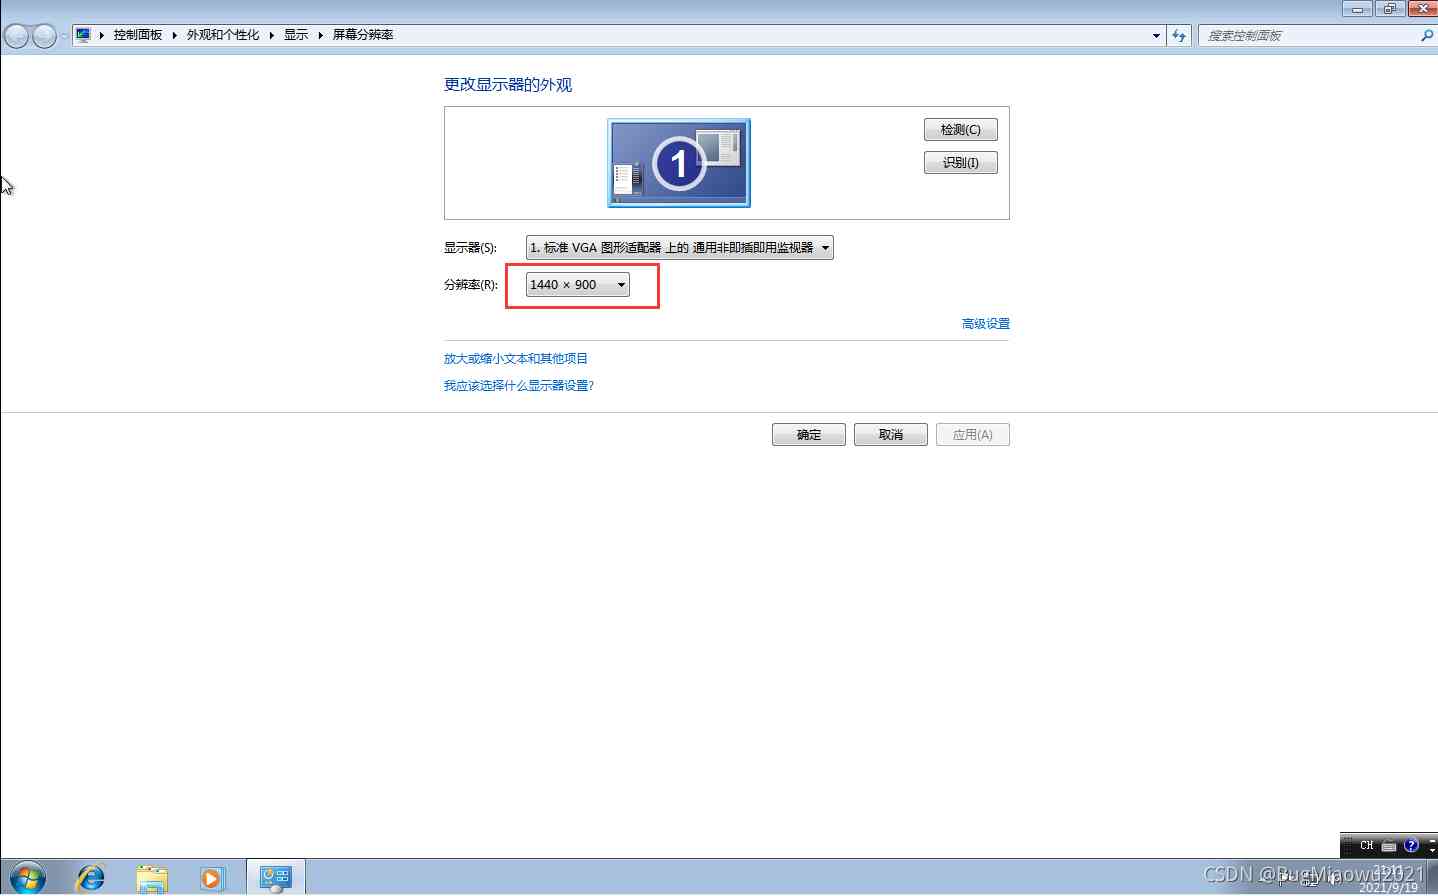 控制面板 外观和个性化 显示 屏幕分辨率
搜索控制面板
更改显示器的外观
1
检测(C)
识别(I)
显示器(S): 1. 标准 VGA 图形适配器 上的 通用非即插即用监视器
分辨率(R): 1440 × 900
高级设置
放大或缩小文本和其他项目
我应该选择什么显示器设置?
确定 取消 应用(A)
CH
CSDN @BugMiaowu2021
21:11
2021/9/19